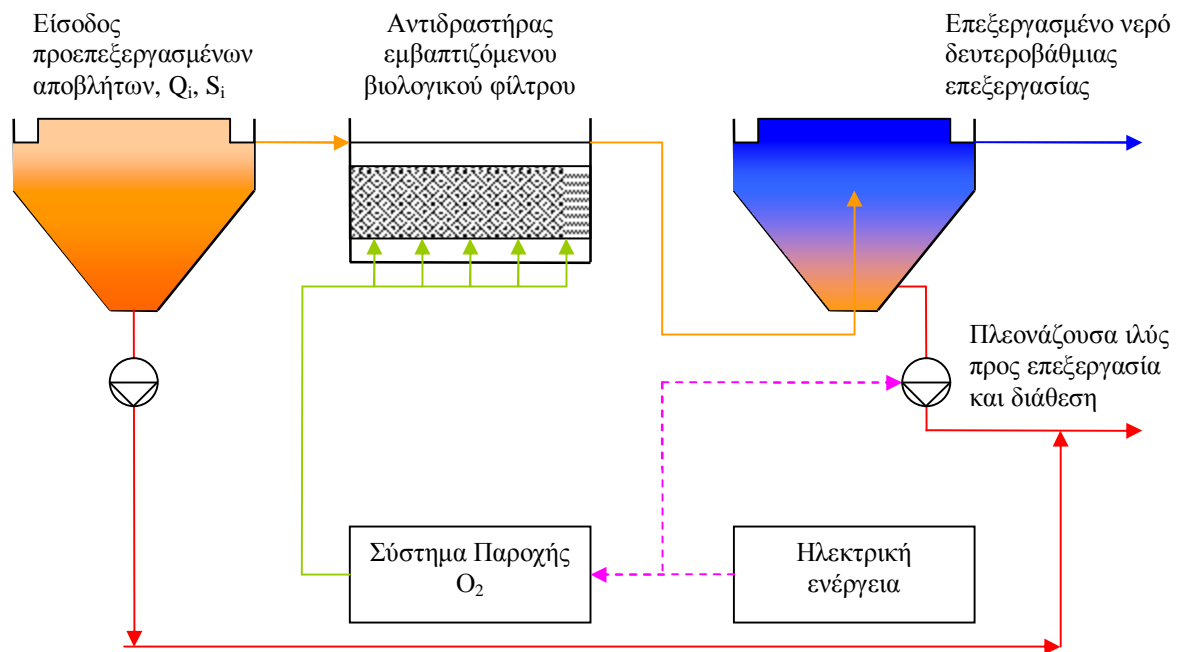 Είσοδος
προεπεξεργασμένων
αποβλήτων, Qi, Si
Αντιδραστήρας
εμβαπτιζόμενου
βιολογικού φίλτρου
Επεξεργασμένο νερό
δευτεροβάθμιας
επεξεργασίας
Πλεονάζουσα ιλύς
προς επεξεργασία
και διάθεση
Σύστημα Παροχής
O2
Ηλεκτρική
ενέργεια